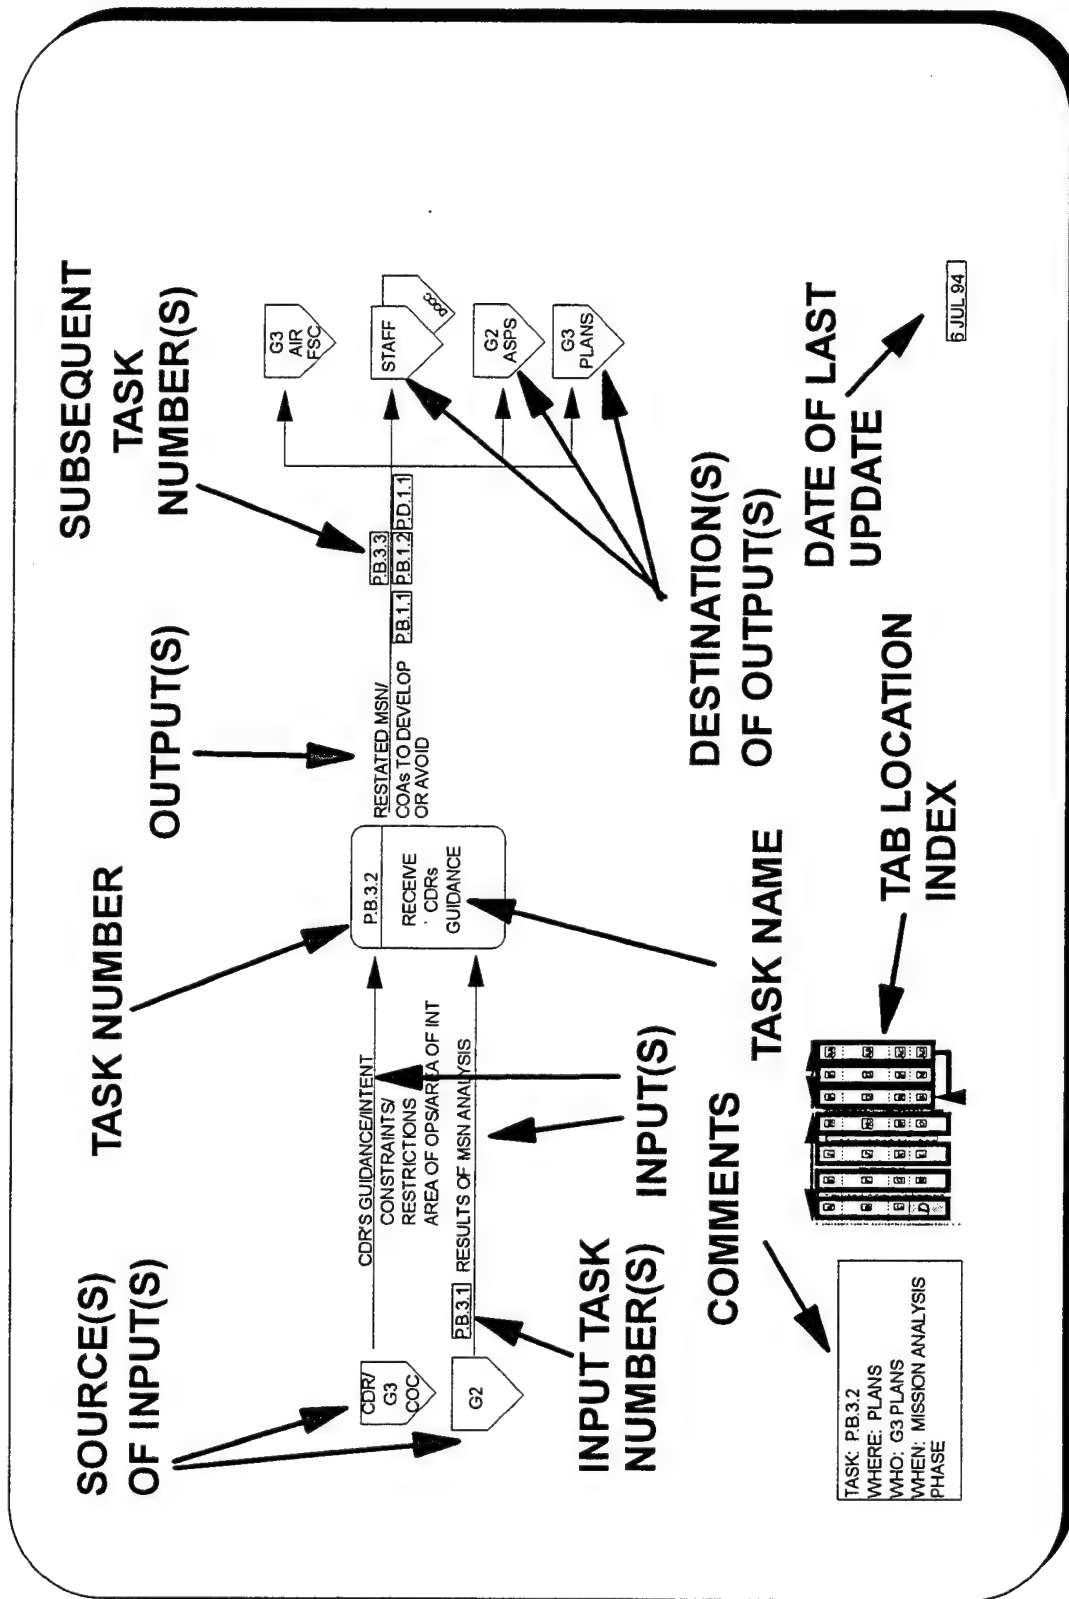 SOURCE(S)
OF INPUT(S)
TASK NUMBER
OUTPUT(S)
SUBSEQUENT
TASK
NUMBER(S)
CDR/
G3
COC
CDR'S GUIDANCE/INTENT
CONSTRAINTS/
RESTRICTIONS
AREA OF OPS/AREA OF INT
G2
P.B.3.1
RESULTS OF MSN ANALYSIS
P.B.3.2
RECEIVE
CDRs
GUIDANCE
RESTATED MSN/
COAs TO DEVELOP
OR AVOID
P.B.3.3
P.B.1.1
P.B.1.2
P.D.1.1
G3
AIR
FSC
STAFF
DOCC
G2
ASPS
G3
PLANS
INPUT TASK
NUMBER(S)
INPUT(S)
DESTINATION(S)
OF OUTPUT(S)
COMMENTS
TASK NAME
TAB LOCATION
INDEX
DATE OF LAST
UPDATE
TASK: P.B.3.2
WHERE: PLANS
WHO: G3 PLANS
WHEN: MISSION ANALYSIS
PHASE
6 JUL 94